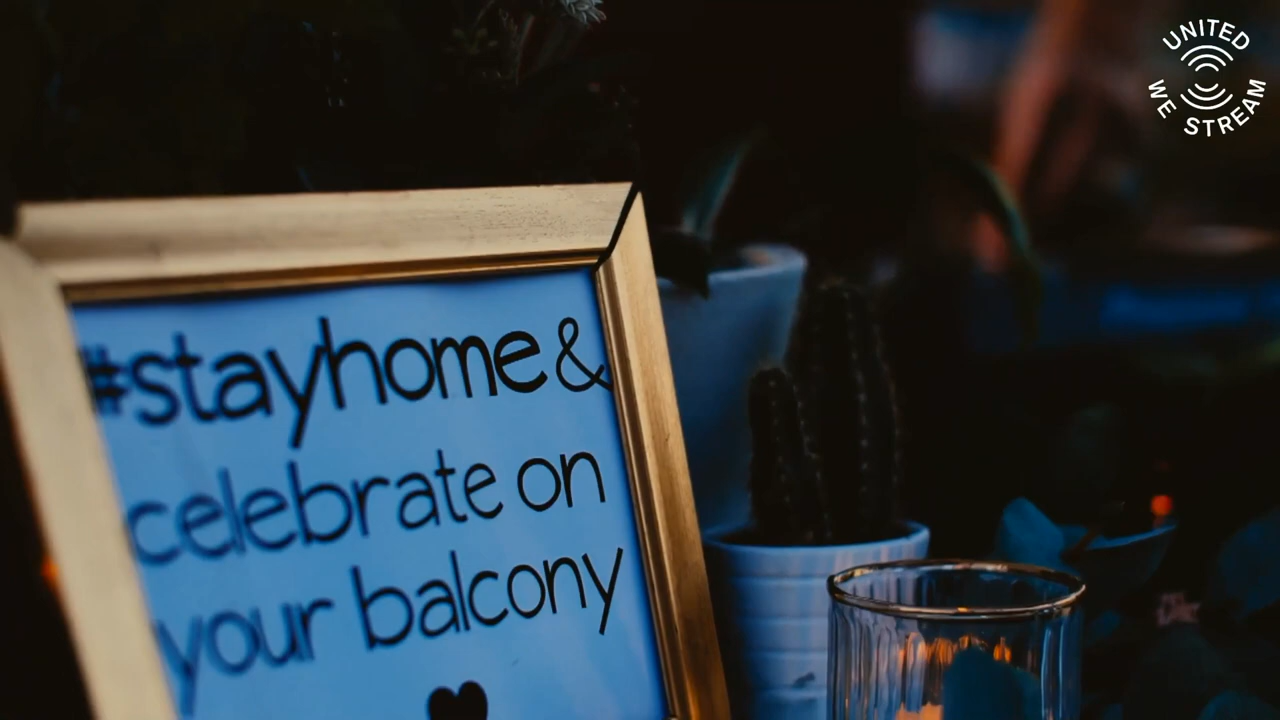 UNITED
WE STREAM
#stayhome &
celebrate on
your balcony